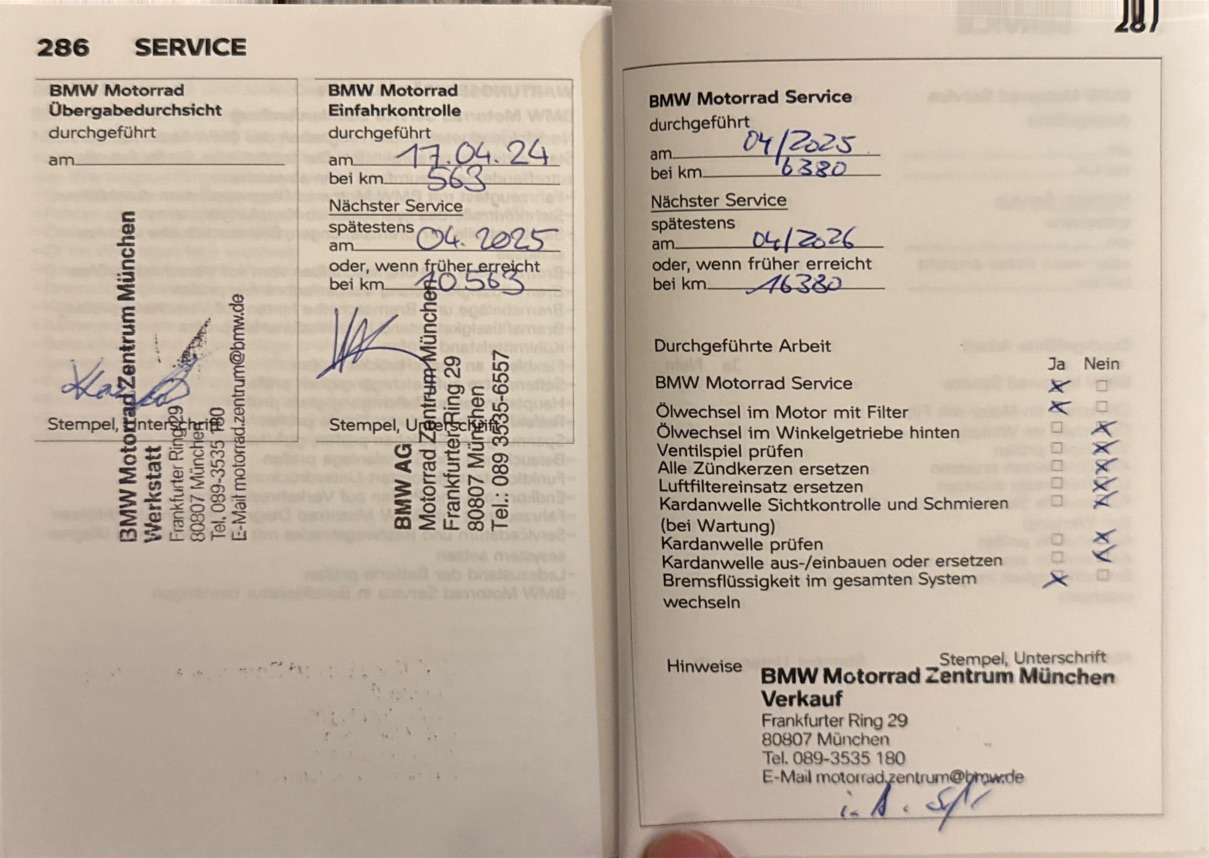 286 SERVICE
BMW Motorrad
Übergabedurchsicht
durchgeführt
am
BMW Motorrad Zentrum München
Werkstatt
Frankfurter Ring 29
80807 München
Tel. 089-3535 180
E-Mail motorrad.zentrum@bmw.de
Stempel, Unterschrift
BMW Motorrad
Einfahrkontrolle
durchgeführt
am 17.04.24
bei km 563
Nächster Service
spätestens
am 04.2025
oder, wenn früher erreicht
bei km 10563
BMW AG
Motorrad Zentrum München
Frankfurter Ring 29
80807 München
Tel.: 089 3535-6557
Stempel, Unterschrift
287
BMW Motorrad Service
durchgeführt
am 04/2025
bei km 6380
Nächster Service
spätestens
am 04/2026
oder, wenn früher erreicht
bei km 16380
Durchgeführte Arbeit
Ja Nein
BMW Motorrad Service
Ölwechsel im Motor mit Filter
Ölwechsel im Winkelgetriebe hinten
Ventilspiel prüfen
Alle Zündkerzen ersetzen
Luftfiltereinsatz ersetzen
Kardanwelle Sichtkontrolle und Schmieren
(bei Wartung)
Kardanwelle prüfen
Kardanwelle aus-/einbauen oder ersetzen
Bremsflüssigkeit im gesamten System
wechseln
Hinweise
Stempel, Unterschrift
BMW Motorrad Zentrum München
Verkauf
Frankfurter Ring 29
80807 München
Tel. 089-3535 180
E-Mail motorrad.zentrum@bmw.de
i. A.